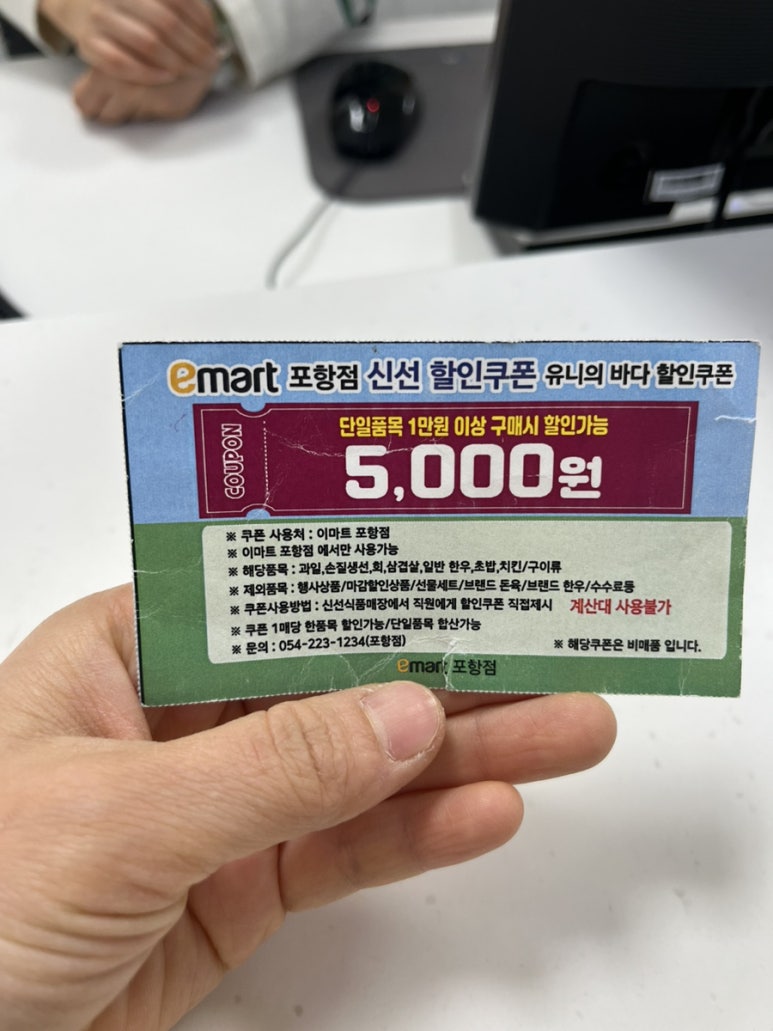 emart 포항점 신선 할인쿠폰 유니의 바다 할인쿠폰
COUPON
단일품목 1만원 이상 구매시 할인가능
5,000원
※ 쿠폰 사용처 : 이마트 포항점
※ 이마트 포항점 에서만 사용가능
※ 해당품목 : 과일,손질생선,회,삼겹살,일반 한우,초밥,치킨/구이류
※ 제외품목 : 행사상품/마감할인상품/선물세트/브랜드 돈육/브랜드 한우/수수료등
※ 쿠폰사용방법 : 신선식품매장에서 직원에게 할인쿠폰 직접제시 계산대 사용불가
※ 쿠폰 1매당 한품목 할인가능/단일품목 합산가능
※ 문의 : 054-223-1234(포항점) ※ 해당쿠폰은 비매품 입니다.
emart 포항점